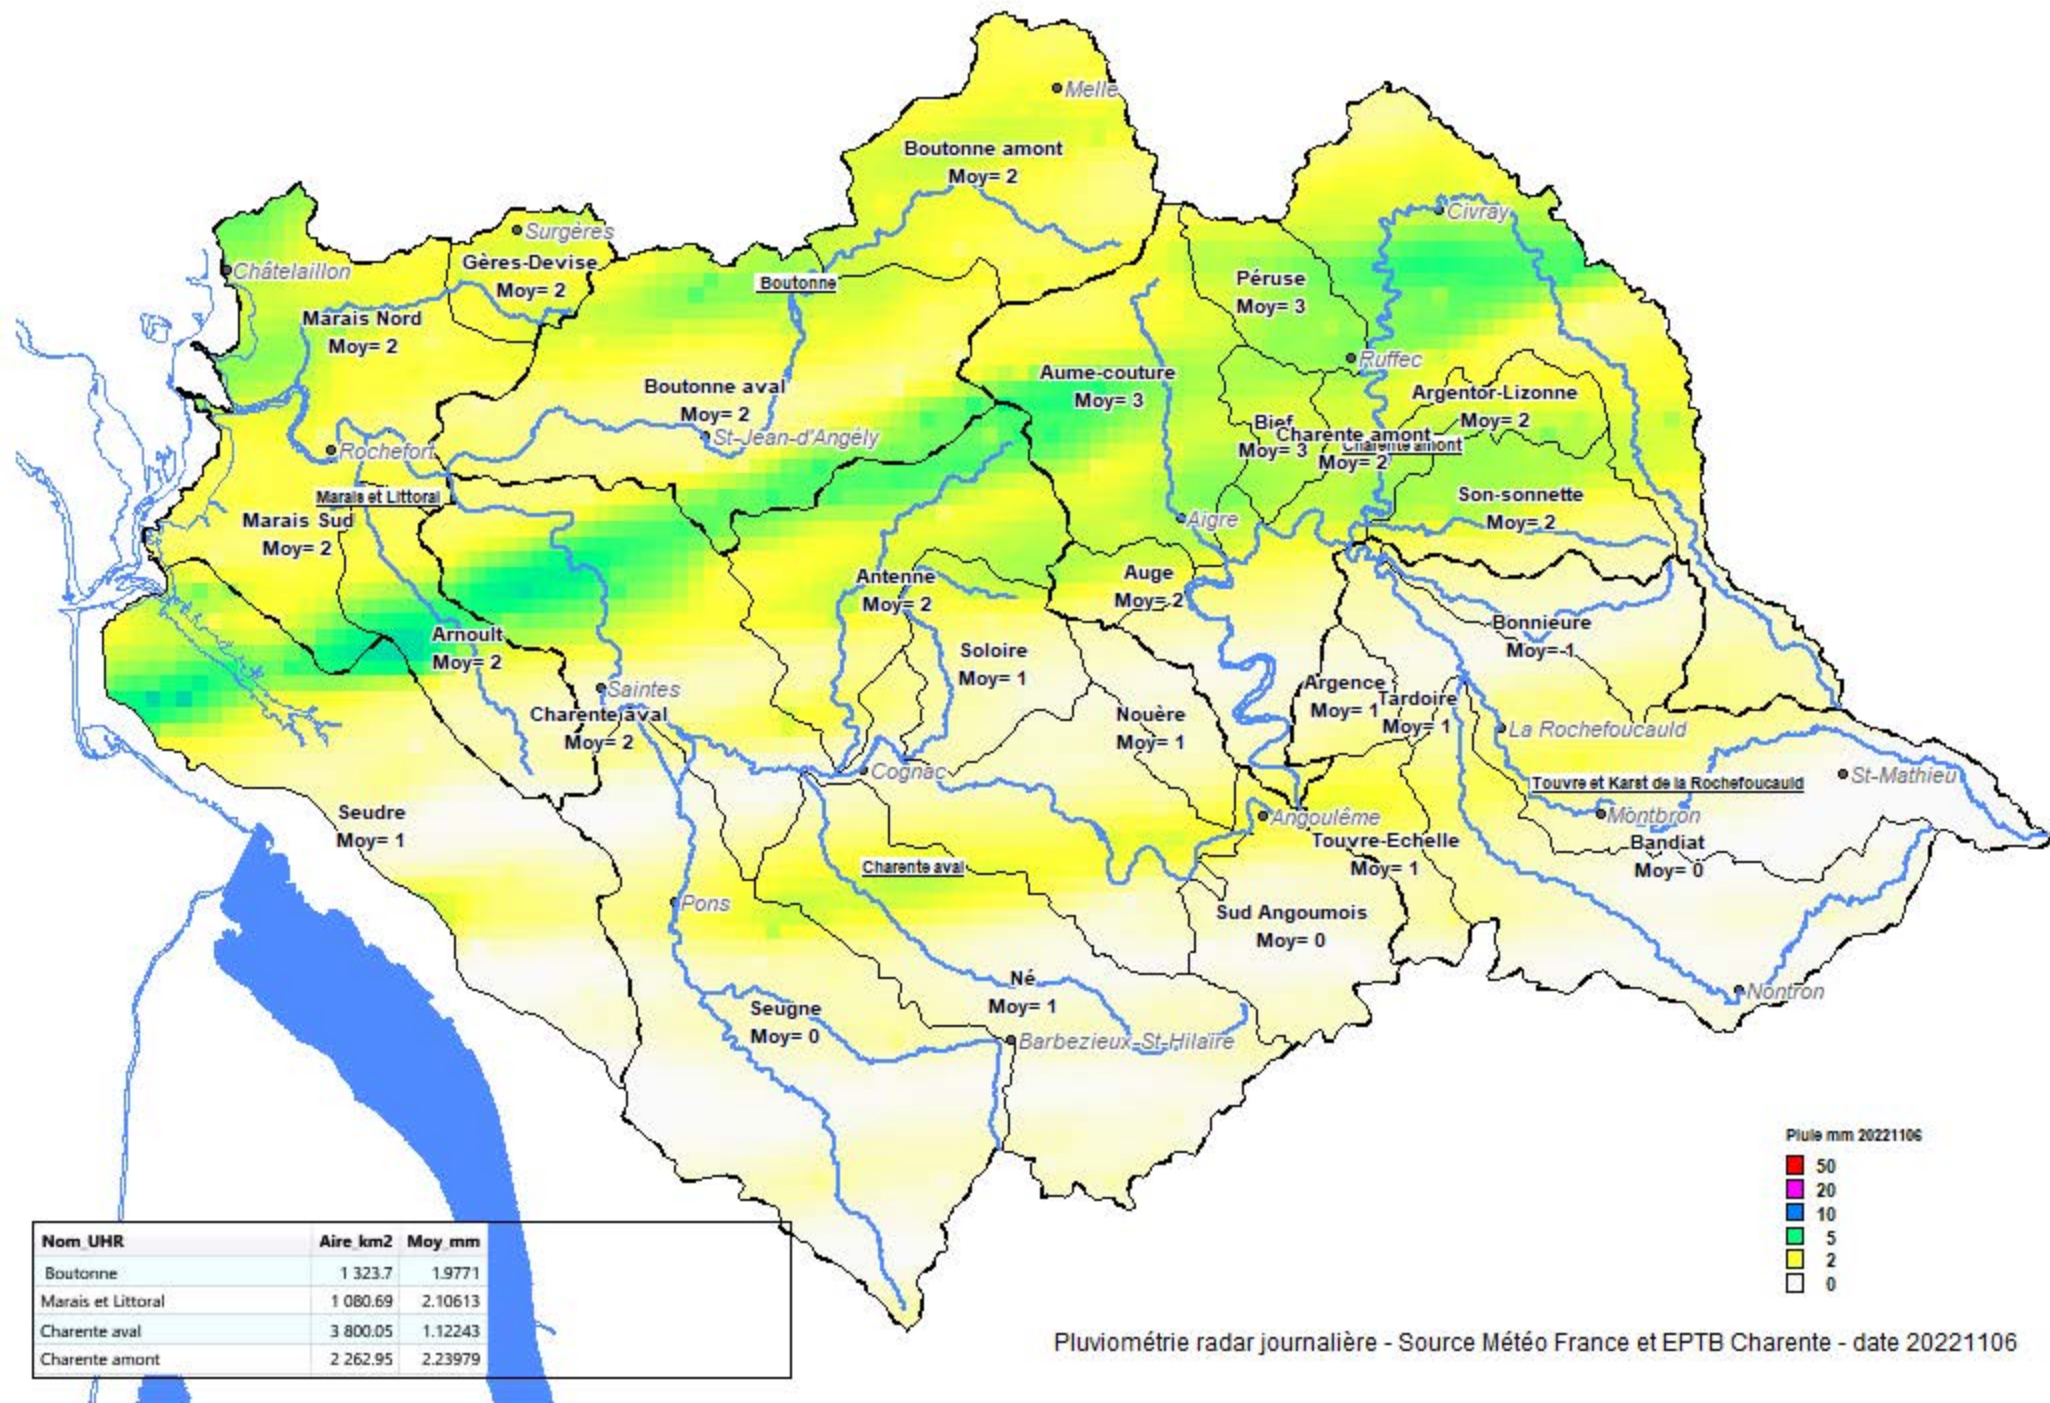 Melle
Boutonne amont
Moy= 2
Civray
Surgères
Châtelaillon
Gères-Devise
Moy= 2
Boutonne
Péruse
Moy= 3
Marais Nord
Moy= 2
Ruffec
Aume-couture
Moy= 3
Boutonne aval
Moy= 2
Argentor-Lizonne
Moy= 2
St-Jean-d'Angély
Bief
Moy= 3
Charente amont
Moy= 2
Charente amont
Rochefort
Marais et Littoral
Son-sonnette
Moy= 2
Marais Sud
Moy= 2
Aigre
Antenne
Moy= 2
Auge
Moy= 2
Bonnieure
Moy= 1
Arnoult
Moy= 2
Soloire
Moy= 1
Saintes
Argence
Moy= 1
Tardoire
Moy= 1
Charente aval
Moy= 2
Nouère
Moy= 1
La Rochefoucauld
Cognac
St-Mathieu
Touvre et Karst de la Rochefoucauld
Seudre
Moy= 1
Angoulême
Montbron
Touvre-Echelle
Moy= 1
Bandiat
Moy= 0
Charente aval
Pons
Sud Angoumois
Moy= 0
Né
Moy= 1
Nontron
Seugne
Moy= 0
Barbezieux-St-Hilaire
Pluie mm 20221106
50
20
10
5
2
0
Nom_UHR Aire_km2 Moy_mm
Boutonne 1 323.7 1.9771
Marais et Littoral 1 080.69 2.10613
Charente aval 3 800.05 1.12243
Charente amont 2 262.95 2.23979
Pluviométrie radar journalière - Source Météo France et EPTB Charente - date 20221106